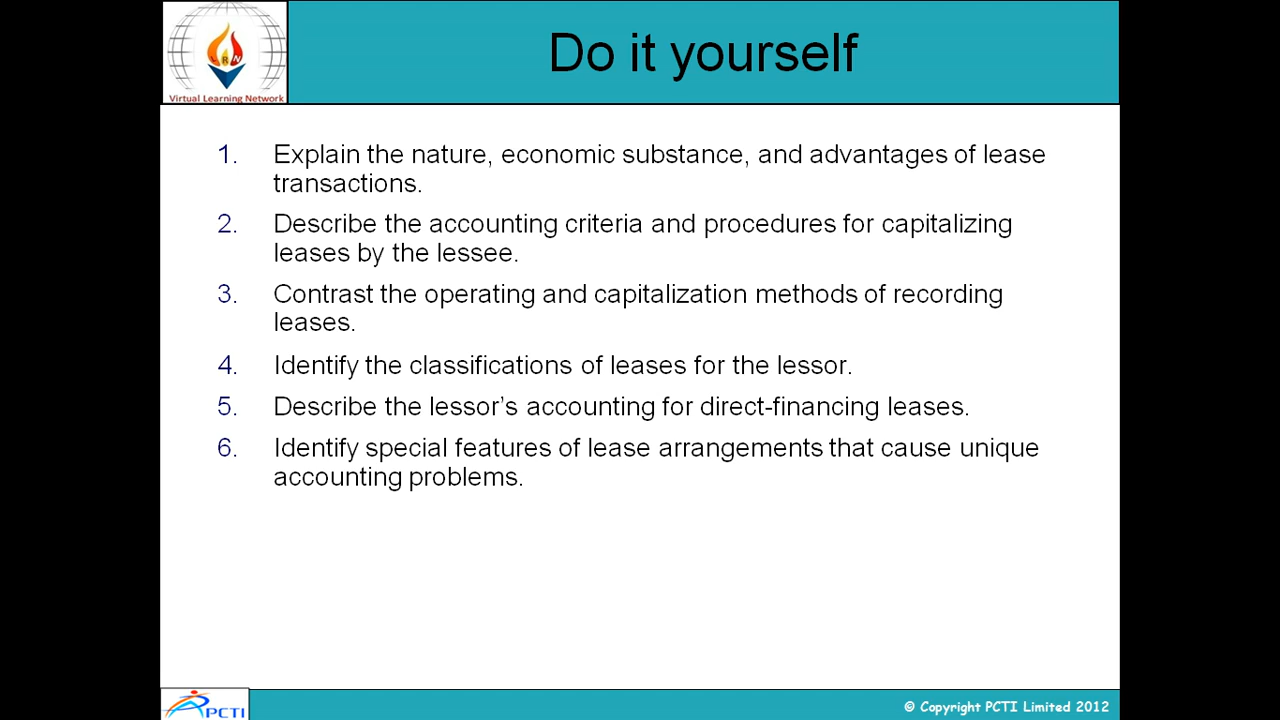 Do it yourself
LRN
Virtual Learning Network
1. Explain the nature, economic substance, and advantages of lease
transactions.
2. Describe the accounting criteria and procedures for capitalizing
leases by the lessee.
3. Contrast the operating and capitalization methods of recording
leases.
4. Identify the classifications of leases for the lessor.
5. Describe the lessor’s accounting for direct-financing leases.
6. Identify special features of lease arrangements that cause unique
accounting problems.
PCTI
© Copyright PCTI Limited 2012